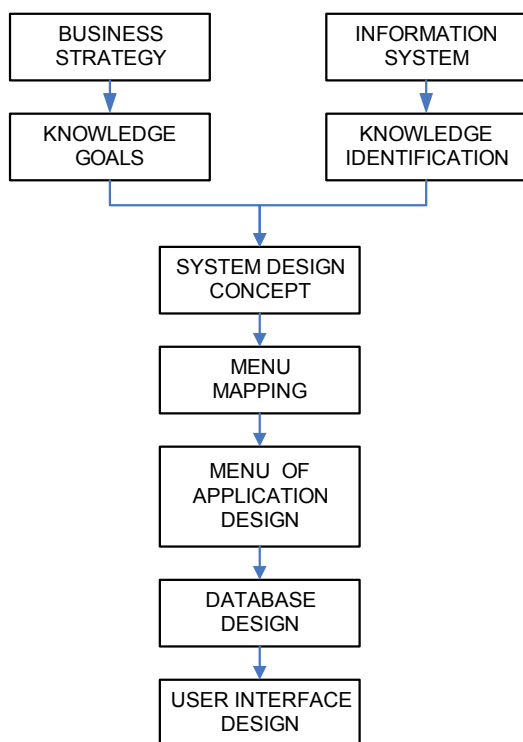 BUSINESS
STRATEGY
INFORMATION
SYSTEM
KNOWLEDGE
GOALS
KNOWLEDGE
IDENTIFICATION
SYSTEM DESIGN
CONCEPT
MENU
MAPPING
MENU OF
APPLICATION
DESIGN
DATABASE
DESIGN
USER INTERFACE
DESIGN